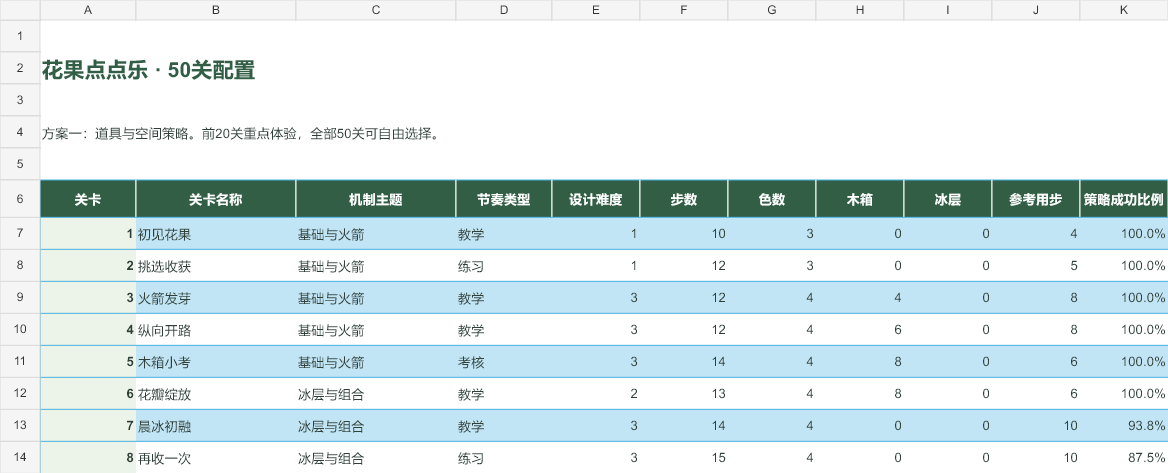 A B C D E F G H I J K
1
2 花果点点乐 · 50关配置
3
4 方案一：道具与空间策略。前20关重点体验，全部50关可自由选择。
5
6 关卡 关卡名称 机制主题 节奏类型 设计难度 步数 色数 木箱 冰层 参考用步 策略成功比例
7 1 初见花果 基础与火箭 教学 1 10 3 0 0 4 100.0%
8 2 挑选收获 基础与火箭 练习 1 12 3 0 0 5 100.0%
9 3 火箭发芽 基础与火箭 教学 3 12 4 4 0 8 100.0%
10 4 纵向开路 基础与火箭 教学 3 12 4 6 0 8 100.0%
11 5 木箱小考 基础与火箭 考核 3 14 4 8 0 6 100.0%
12 6 花瓣绽放 冰层与组合 教学 2 13 4 8 0 6 100.0%
13 7 晨冰初融 冰层与组合 教学 3 14 4 0 0 10 93.8%
14 8 再收一次 冰层与组合 练习 3 15 4 0 0 10 87.5%